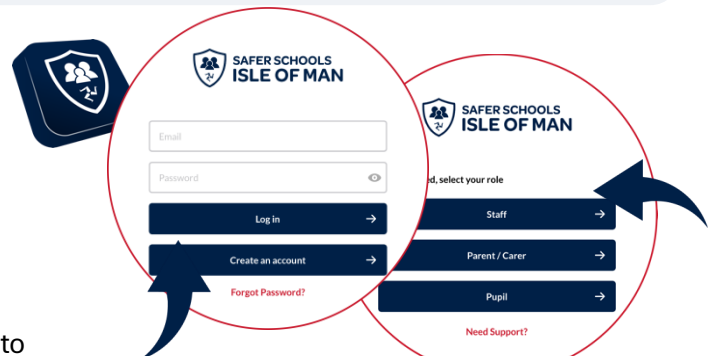 SAFER SCHOOLS
ISLE OF MAN
Email
Password
Log in
Create an account
Forgot Password?
SAFER SCHOOLS
ISLE OF MAN
select your role
Staff
Parent / Carer
Pupil
Need Support?
to